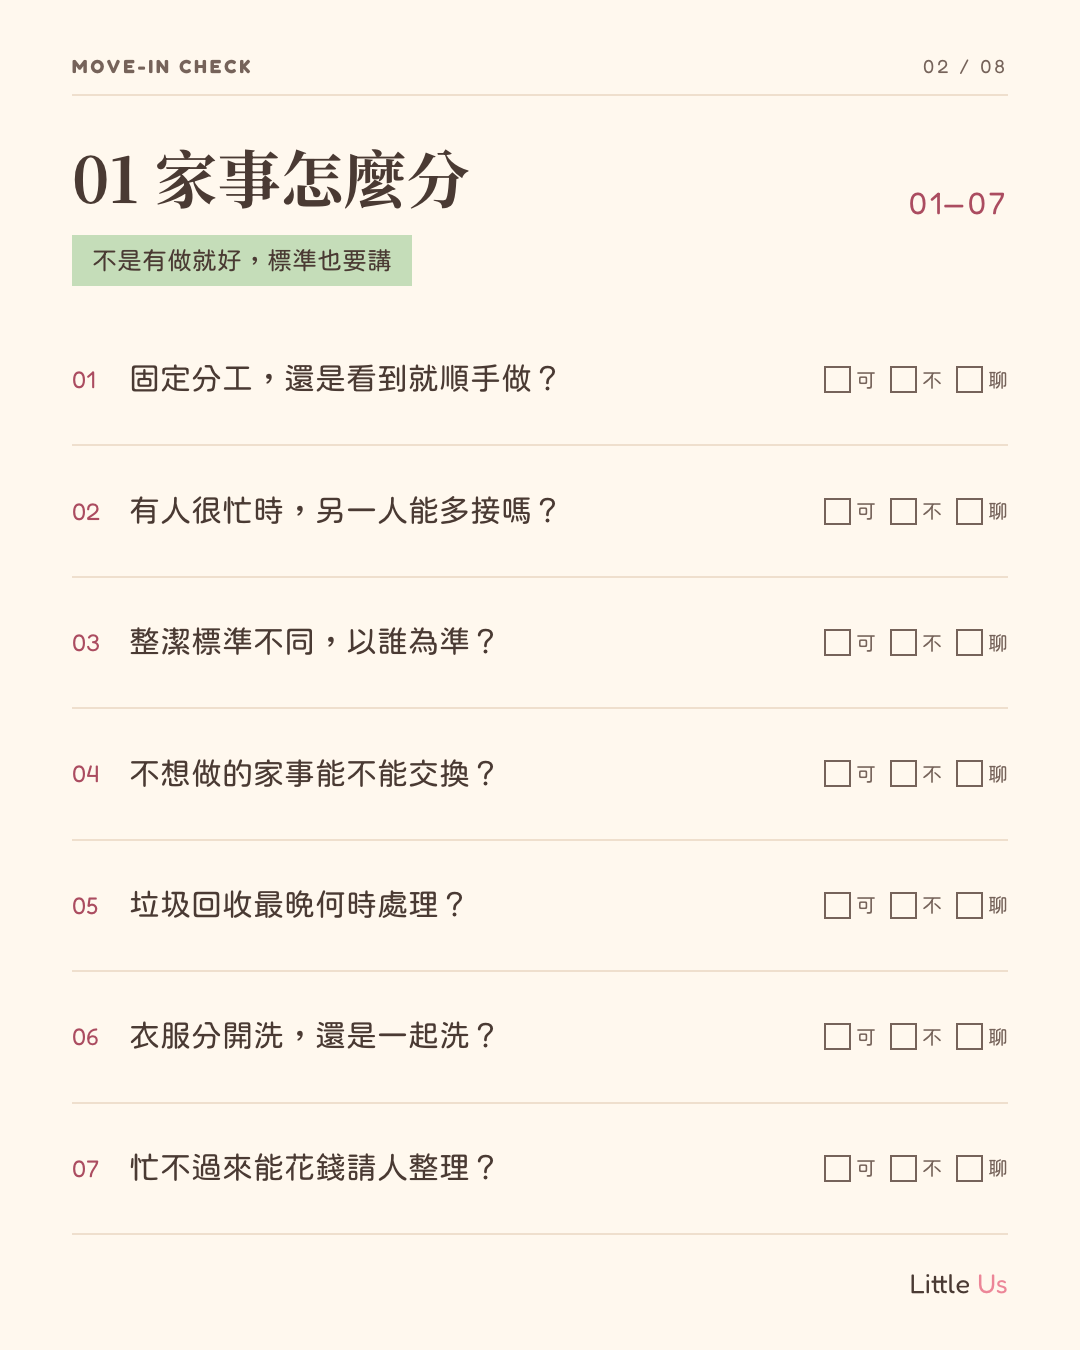 MOVE-IN CHECK 02 / 08
01 家事怎麼分
01—07
不是有做就好，標準也要講
01 固定分工，還是看到就順手做？ 可 不 聊
02 有人很忙時，另一人能多接嗎？ 可 不 聊
03 整潔標準不同，以誰為準？ 可 不 聊
04 不想做的家事能不能交換？ 可 不 聊
05 垃圾回收最晚何時處理？ 可 不 聊
06 衣服分開洗，還是一起洗？ 可 不 聊
07 忙不過來能花錢請人整理？ 可 不 聊
Little Us